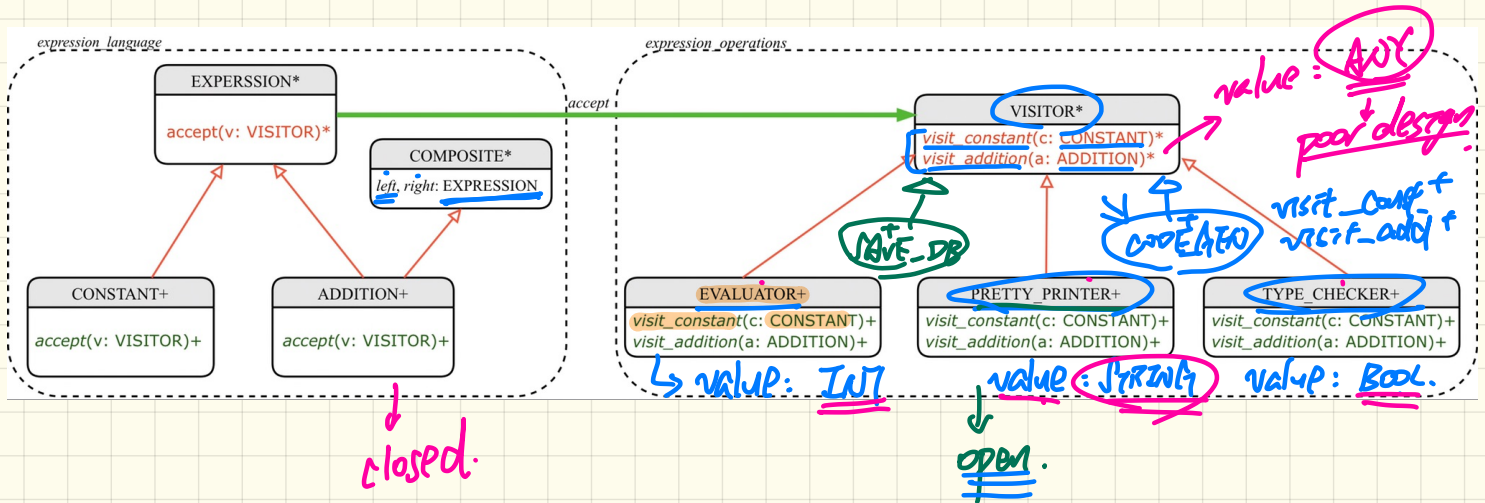 expression_language
EXPERSSION*
accept(v: VISITOR)*
COMPOSITE*
left, right: EXPRESSION
CONSTANT+
accept(v: VISITOR)+
ADDITION+
accept(v: VISITOR)+
closed.
accept
expression_operations
VISITOR*
visit_constant(c: CONSTANT)*
visit_addition(a: ADDITION)*
value: ANY
poor design
SAVE_DB+
CODE_GEN+
visit_const+
visit_add+
EVALUATOR+
visit_constant(c: CONSTANT)+
visit_addition(a: ADDITION)+
value: INT
PRETTY_PRINTER+
visit_constant(c: CONSTANT)+
visit_addition(a: ADDITION)+
value: STRING
open.
TYPE_CHECKER+
visit_constant(c: CONSTANT)+
visit_addition(a: ADDITION)+
value: BOOL.